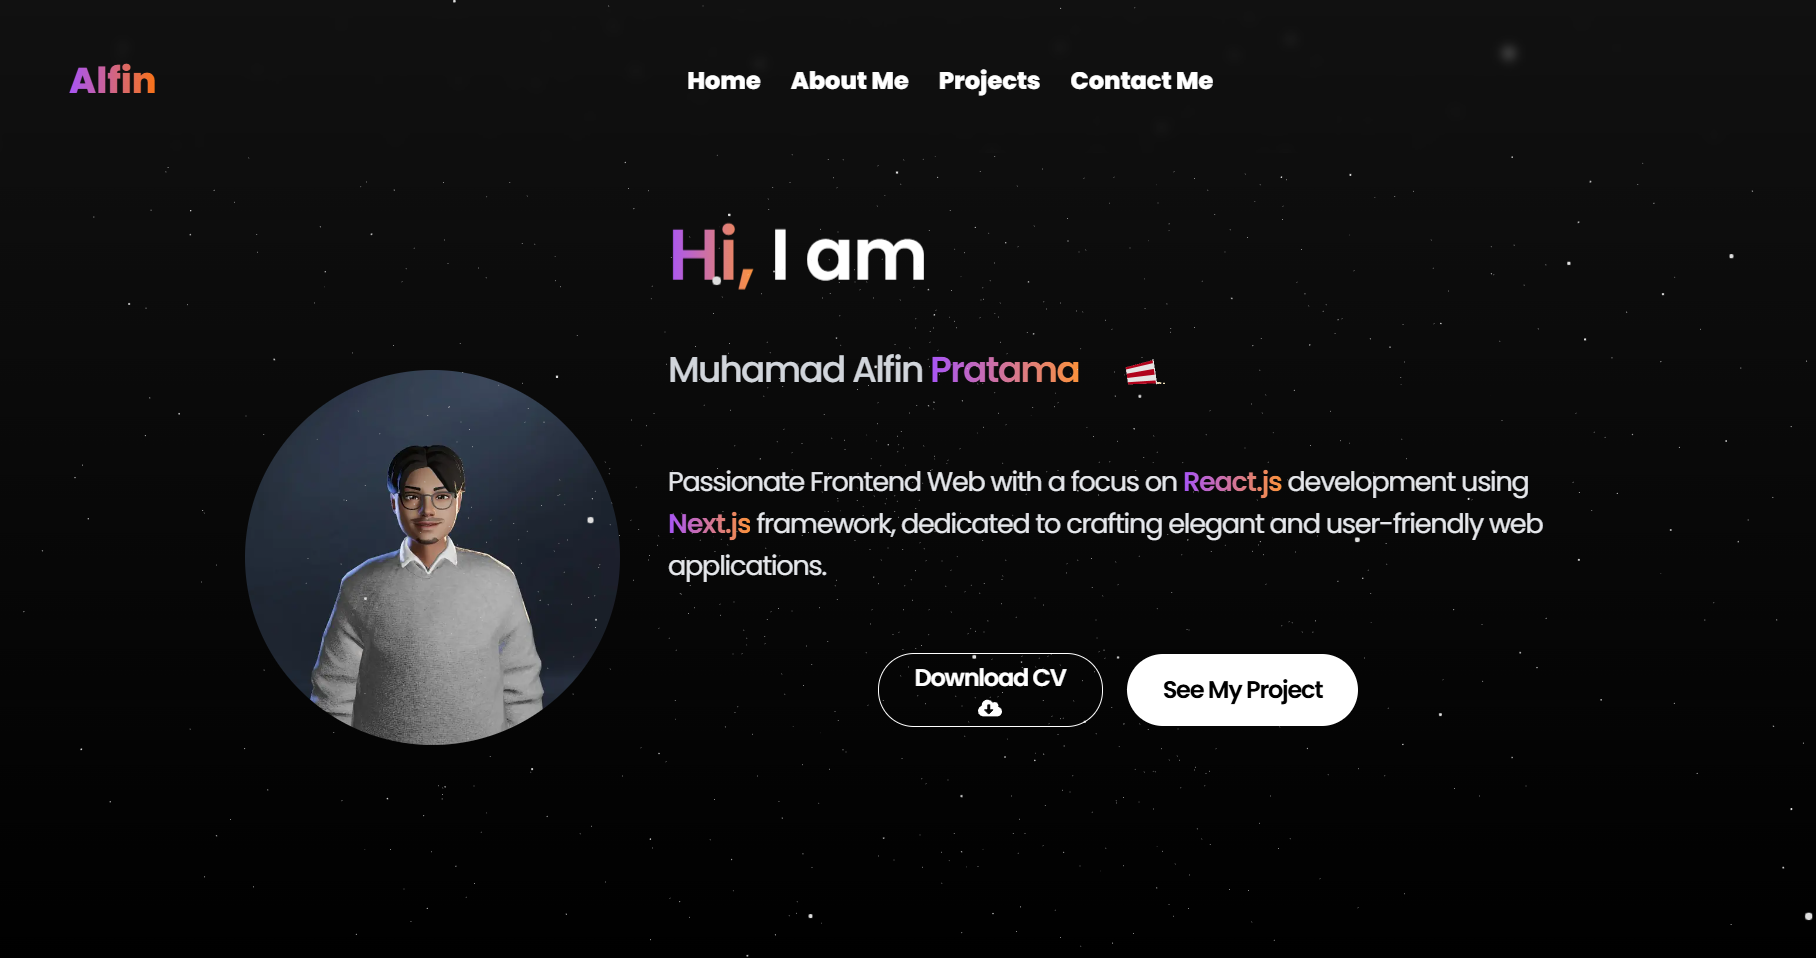 Alfin
Home About Me Projects Contact Me
Hi, I am
Muhamad Alfin Pratama
Passionate Frontend Web with a focus on React.js development using
Next.js framework, dedicated to crafting elegant and user-friendly web
applications.
Download CV
See My Project